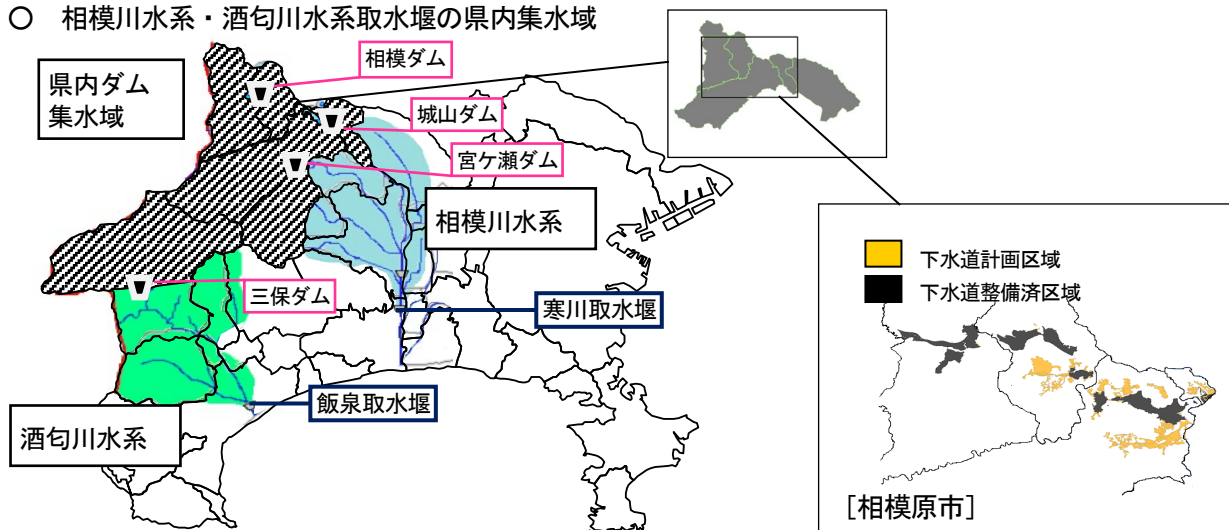 ○ 相模川水系・酒匂川水系取水堰の県内集水域
相模ダム
県内ダム
集水域
城山ダム
宮ケ瀬ダム
相模川水系
三保ダム
寒川取水堰
飯泉取水堰
酒匂川水系
下水道計画区域
下水道整備済区域
[相模原市]